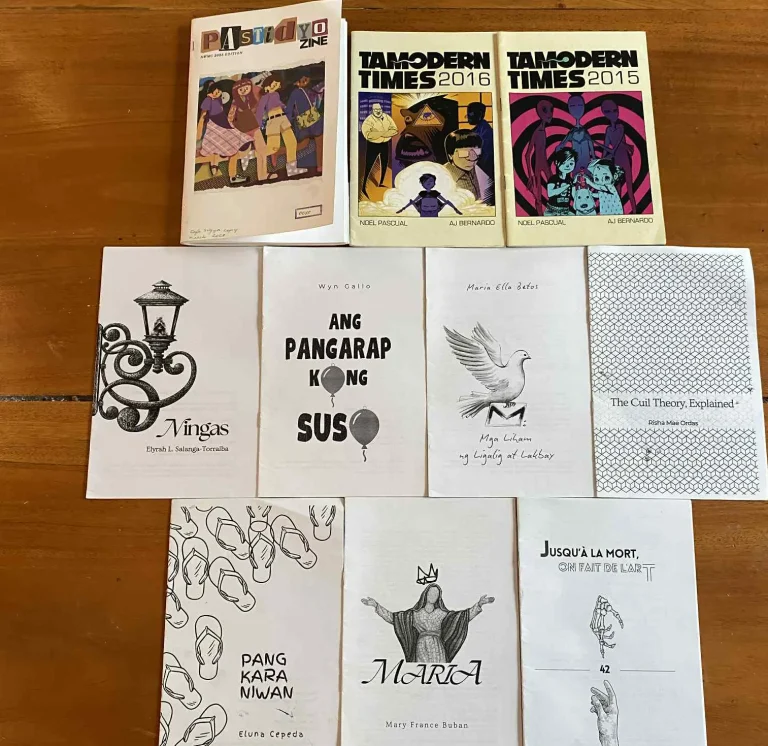 PAStidyO
ZINE
TAMODERN
TIMES 2016
NOEL PASCUAL
AJ BERNARDO
TAMODERN
TIMES 2015
NOEL PASCUAL
AJ BERNARDO
Ningas
Elyrah L. Salanga-Torralba
Wyn Gallo
ANG
PANGARAP
KONG
SUSO
Maria Ella Betos
Mga Liham
ng Ligalig at Lakbay
The Cuil Theory, Explained
Risha Mae Ordas
PANG
KARA
NIWAN
Eluna Cepeda
MARIA
Mary France Buban
JUSQU'À LA MORT,
ON FAIT DE L'ART
42